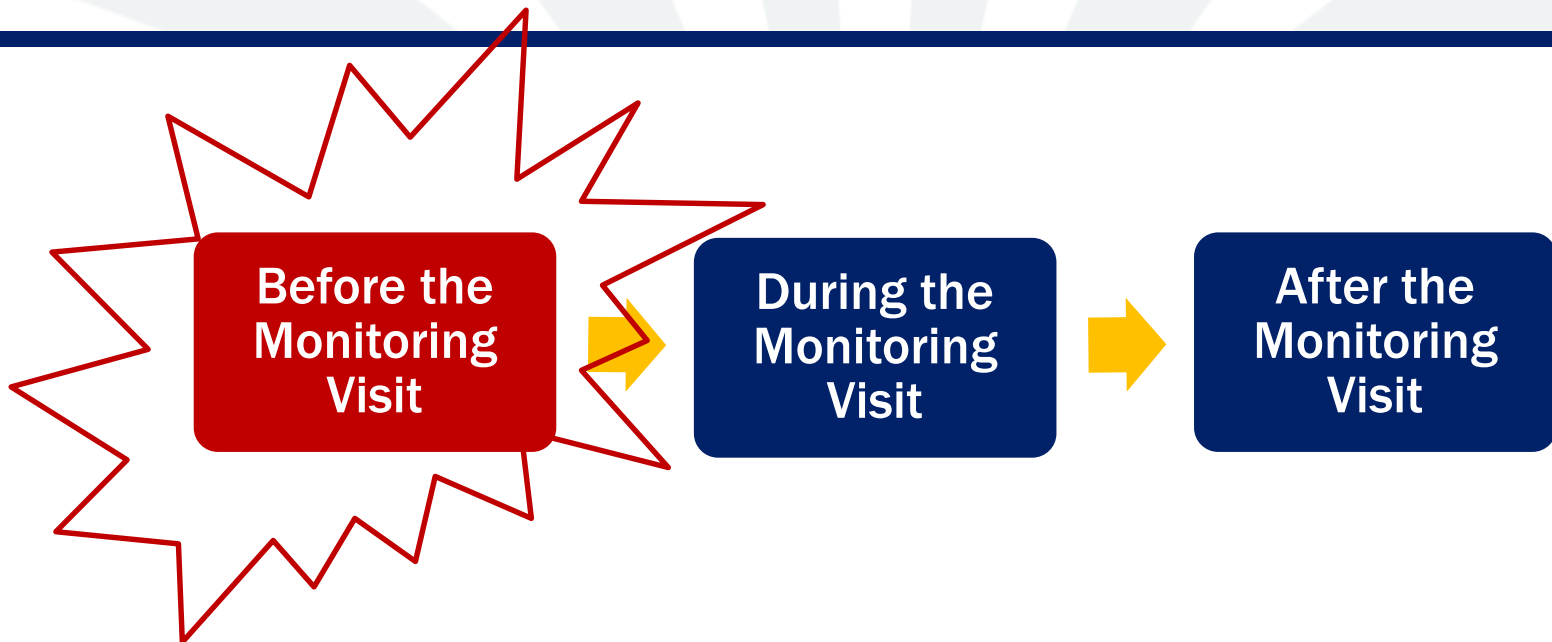 Before the
Monitoring
Visit
During the
Monitoring
Visit
After the
Monitoring
Visit